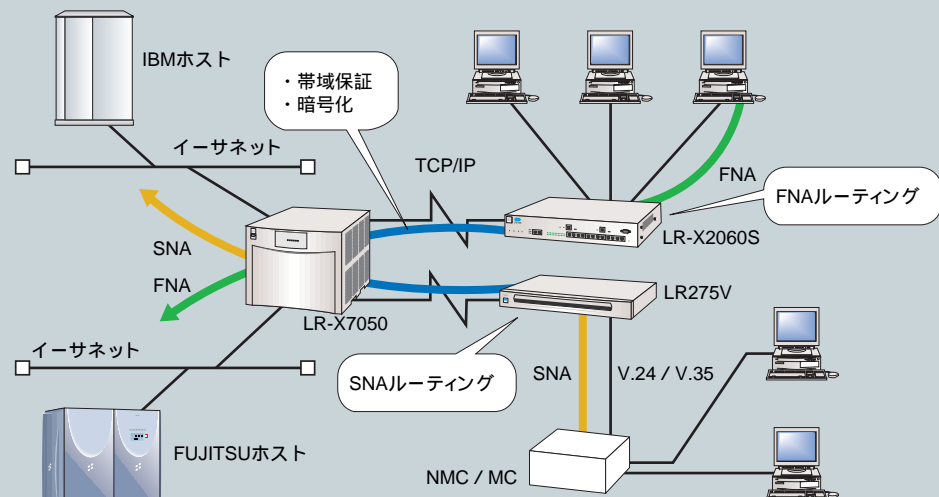 IBMホスト
・帯域保証
・暗号化
イーサネット
TCP/IP
FNA
FNAルーティング
SNA
FNA
LR-X2060S
LR-X7050
LR275V
イーサネット
SNAルーティング
SNA
V.24 / V.35
FUJITSUホスト
NMC / MC